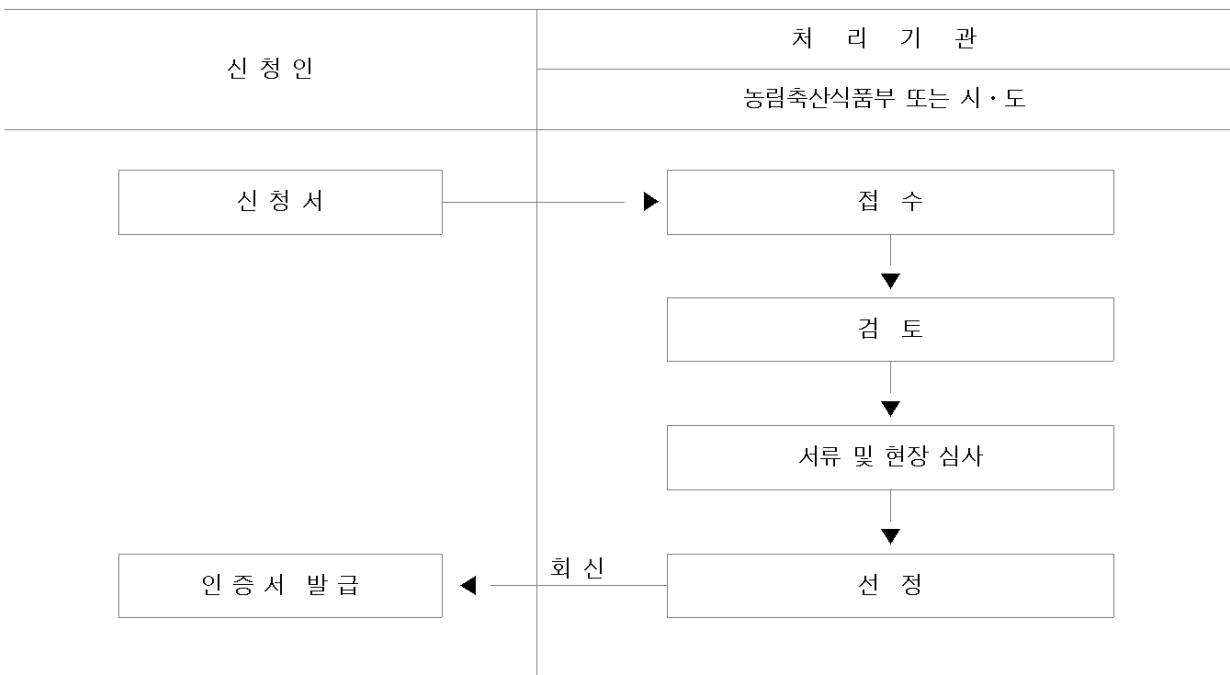 신 청 인
처 리 기 관
농림축산식품부 또는 시·도
신 청 서
접 수
검 토
서류 및 현장 심사
회 신
인 증 서 발 급
선 정